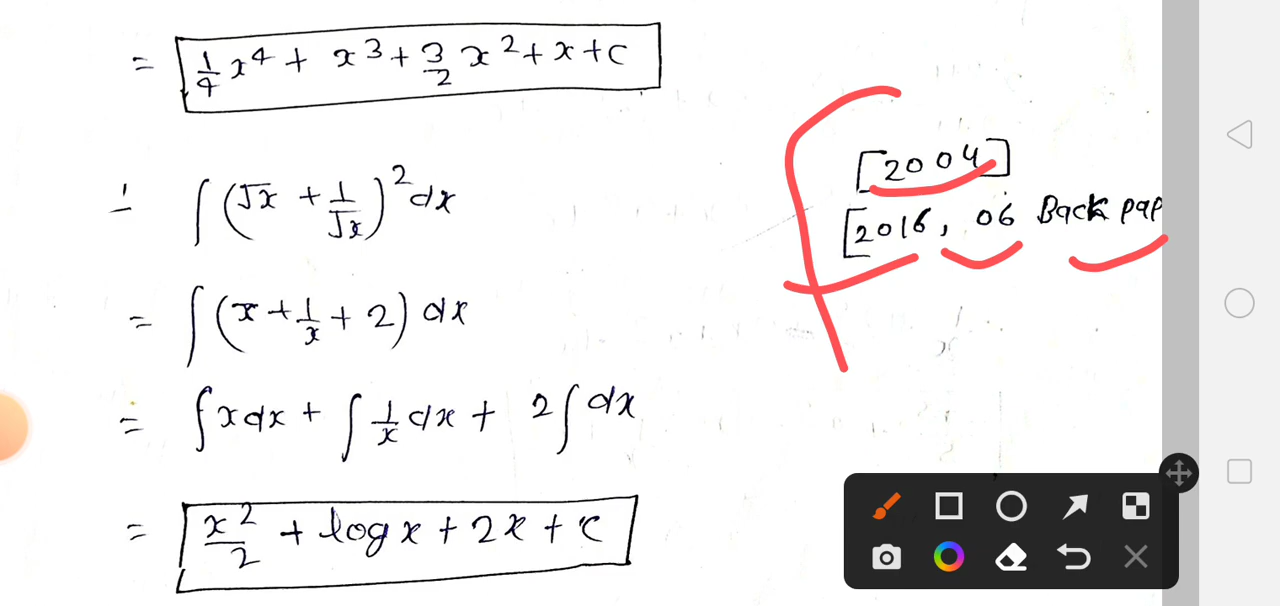 = 1/4 x⁴ + x³ + 3/2 x² + x + c
∫ (√x + 1/√x)² dx
[2004]
[2016, 06 Back pap
= ∫ (x + 1/x + 2) dx
= ∫ x dx + ∫ 1/x dx + 2 ∫ dx
= x²/2 + log x + 2x + c